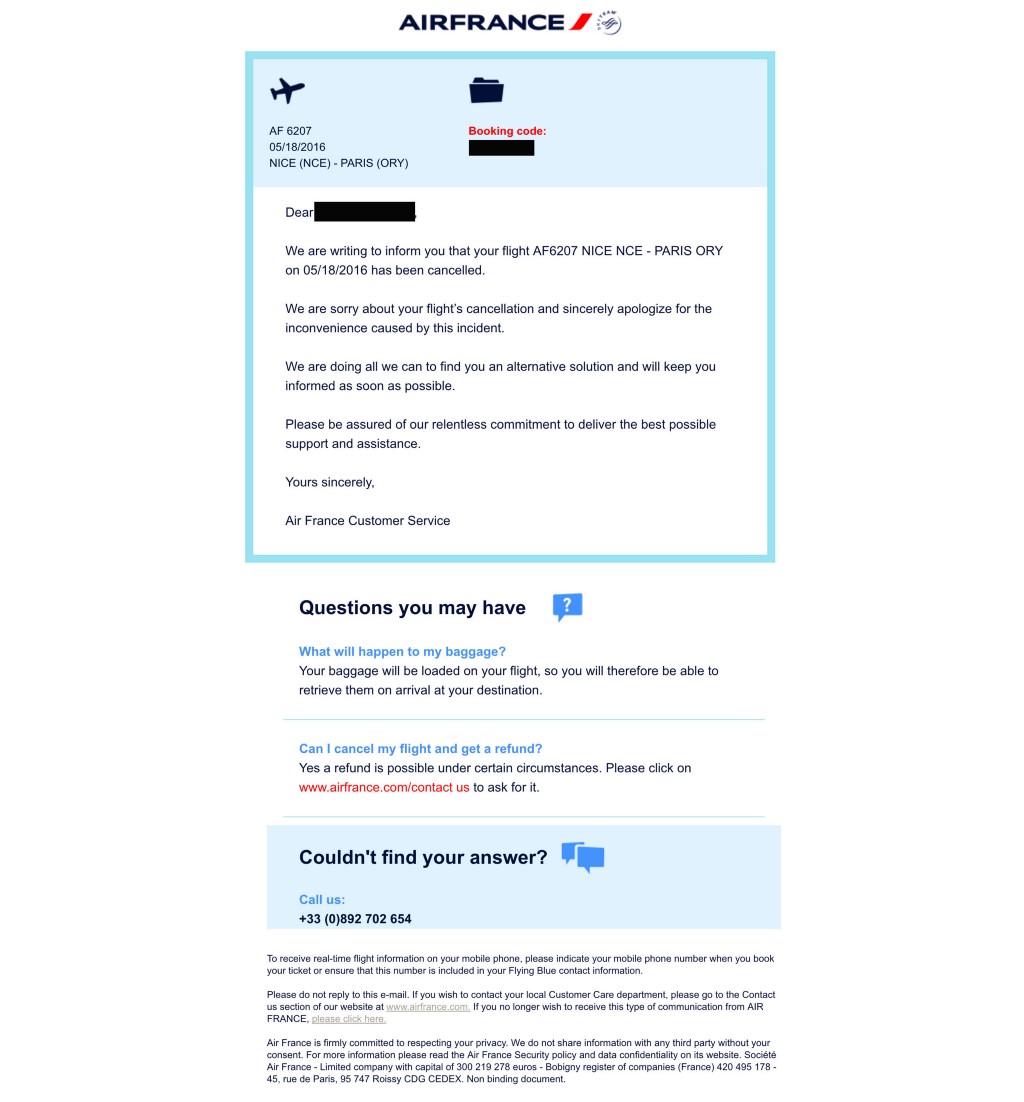 AIRFRANCE
SKYTEAM
AF 6207
05/18/2016
NICE (NCE) - PARIS (ORY)
Booking code:
Dear
We are writing to inform you that your flight AF6207 NICE NCE - PARIS ORY
on 05/18/2016 has been cancelled.
We are sorry about your flight’s cancellation and sincerely apologize for the
inconvenience caused by this incident.
We are doing all we can to find you an alternative solution and will keep you
informed as soon as possible.
Please be assured of our relentless commitment to deliver the best possible
support and assistance.
Yours sincerely,
Air France Customer Service
Questions you may have
?
What will happen to my baggage?
Your baggage will be loaded on your flight, so you will therefore be able to
retrieve them on arrival at your destination.
Can I cancel my flight and get a refund?
Yes a refund is possible under certain circumstances. Please click on
www.airfrance.com/contact us to ask for it.
Couldn't find your answer?
Call us:
+33 (0)892 702 654
To receive real-time flight information on your mobile phone, please indicate your mobile phone number when you book
your ticket or ensure that this number is included in your Flying Blue contact information.
Please do not reply to this e-mail. If you wish to contact your local Customer Care department, please go to the Contact
us section of our website at www.airfrance.com. If you no longer wish to receive this type of communication from AIR
FRANCE, please click here.
Air France is firmly committed to respecting your privacy. We do not share information with any third party without your
consent. For more information please read the Air France Security policy and data confidentiality on its website. Société
Air France - Limited company with capital of 300 219 278 euros - Bobigny register of companies (France) 420 495 178 -
45, rue de Paris, 95 747 Roissy CDG CEDEX. Non binding document.